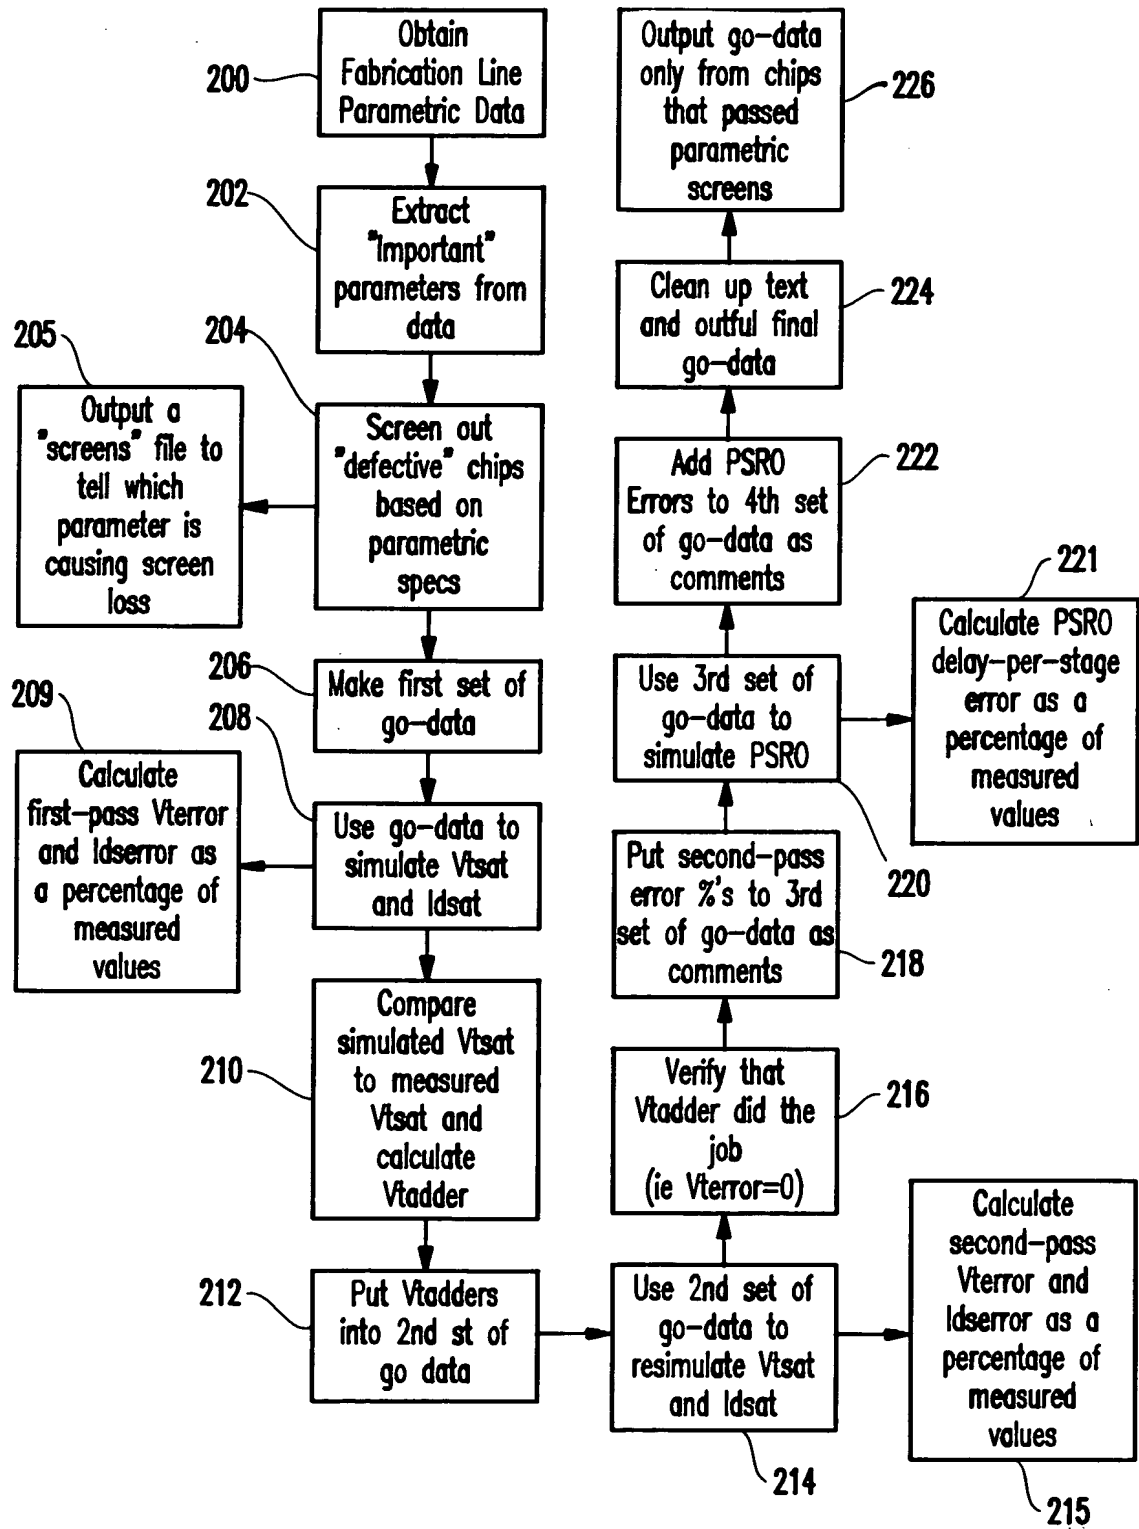 Obtain
Fabrication Line
Parametric Data
200
Extract
"Important"
parameters from
data
202
Screen out
"defective" chips
based on
parametric
specs
204
Output a
"screens" file to
tell which
parameter is
causing screen
loss
205
Make first set of
go-data
206
Use go-data to
simulate Vtsat
and Idsat
208
Calculate
first-pass Vterror
and Idserror as
a percentage of
measured
values
209
Compare
simulated Vtsat
to measured
Vtsat and
calculate
Vtadder
210
Put Vtadders
into 2nd st of
go data
212
Use 2nd set of
go-data to
resimulate Vtsat
and Idsat
214
Calculate
second-pass
Vterror and
Idserror as a
percentage of
measured
values
215
Verify that
Vtadder did the
job
(ie Vterror=0)
216
Put second-pass
error %'s to 3rd
set of go-data as
comments
218
Use 3rd set of
go-data to
simulate PSRO
220
Calculate PSRO
delay-per-stage
error as a
percentage of
measured
values
221
Add PSRO
Errors to 4th set
of go-data as
comments
222
Clean up text
and outful final
go-data
224
Output go-data
only from chips
that passed
parametric
screens
226